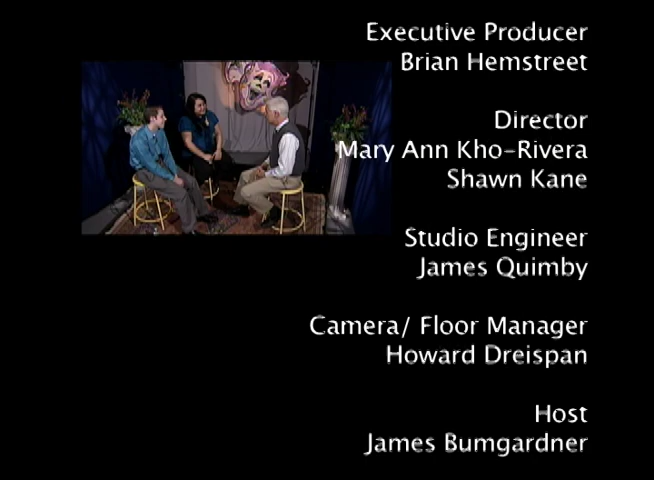 Executive Producer
Brian Hemstreet
Director
Mary Ann Kho-Rivera
Shawn Kane
Studio Engineer
James Quimby
Camera/ Floor Manager
Howard Dreispan
Host
James Bumgardner